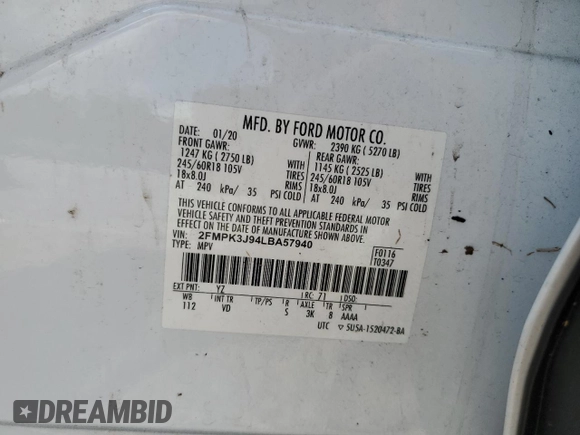 MFD. BY FORD MOTOR CO.
DATE: 01/20 GVWR: 2390 KG ( 5270 LB)
FRONT GAWR: REAR GAWR:
1247 KG ( 2750 LB) WITH 1145 KG ( 2525 LB) WITH
245/60R18 105V TIRES 245/60R18 105V TIRES
18x8.0J RIMS 18x8.0J RIMS
AT 240 kPa/ 35 PSI COLD AT 240 kPa/ 35 PSI COLD
THIS VEHICLE CONFORMS TO ALL APPLICABLE FEDERAL MOTOR
VEHICLE SAFETY AND THEFT PREVENTION STANDARDS IN
EFFECT ON THE DATE OF MANUFACTURE SHOWN ABOVE.
VIN: 2FMPK3J94LBA57940 F0116
TYPE: MPV T0347
EXT PNT: YZ RC: 71 DSO:
WB INT TR TP/PS R AXLE TR SPR
112 VD S 3K 8 AAAA
UTC ▽5U5A-1520472-BA
DREAMBID